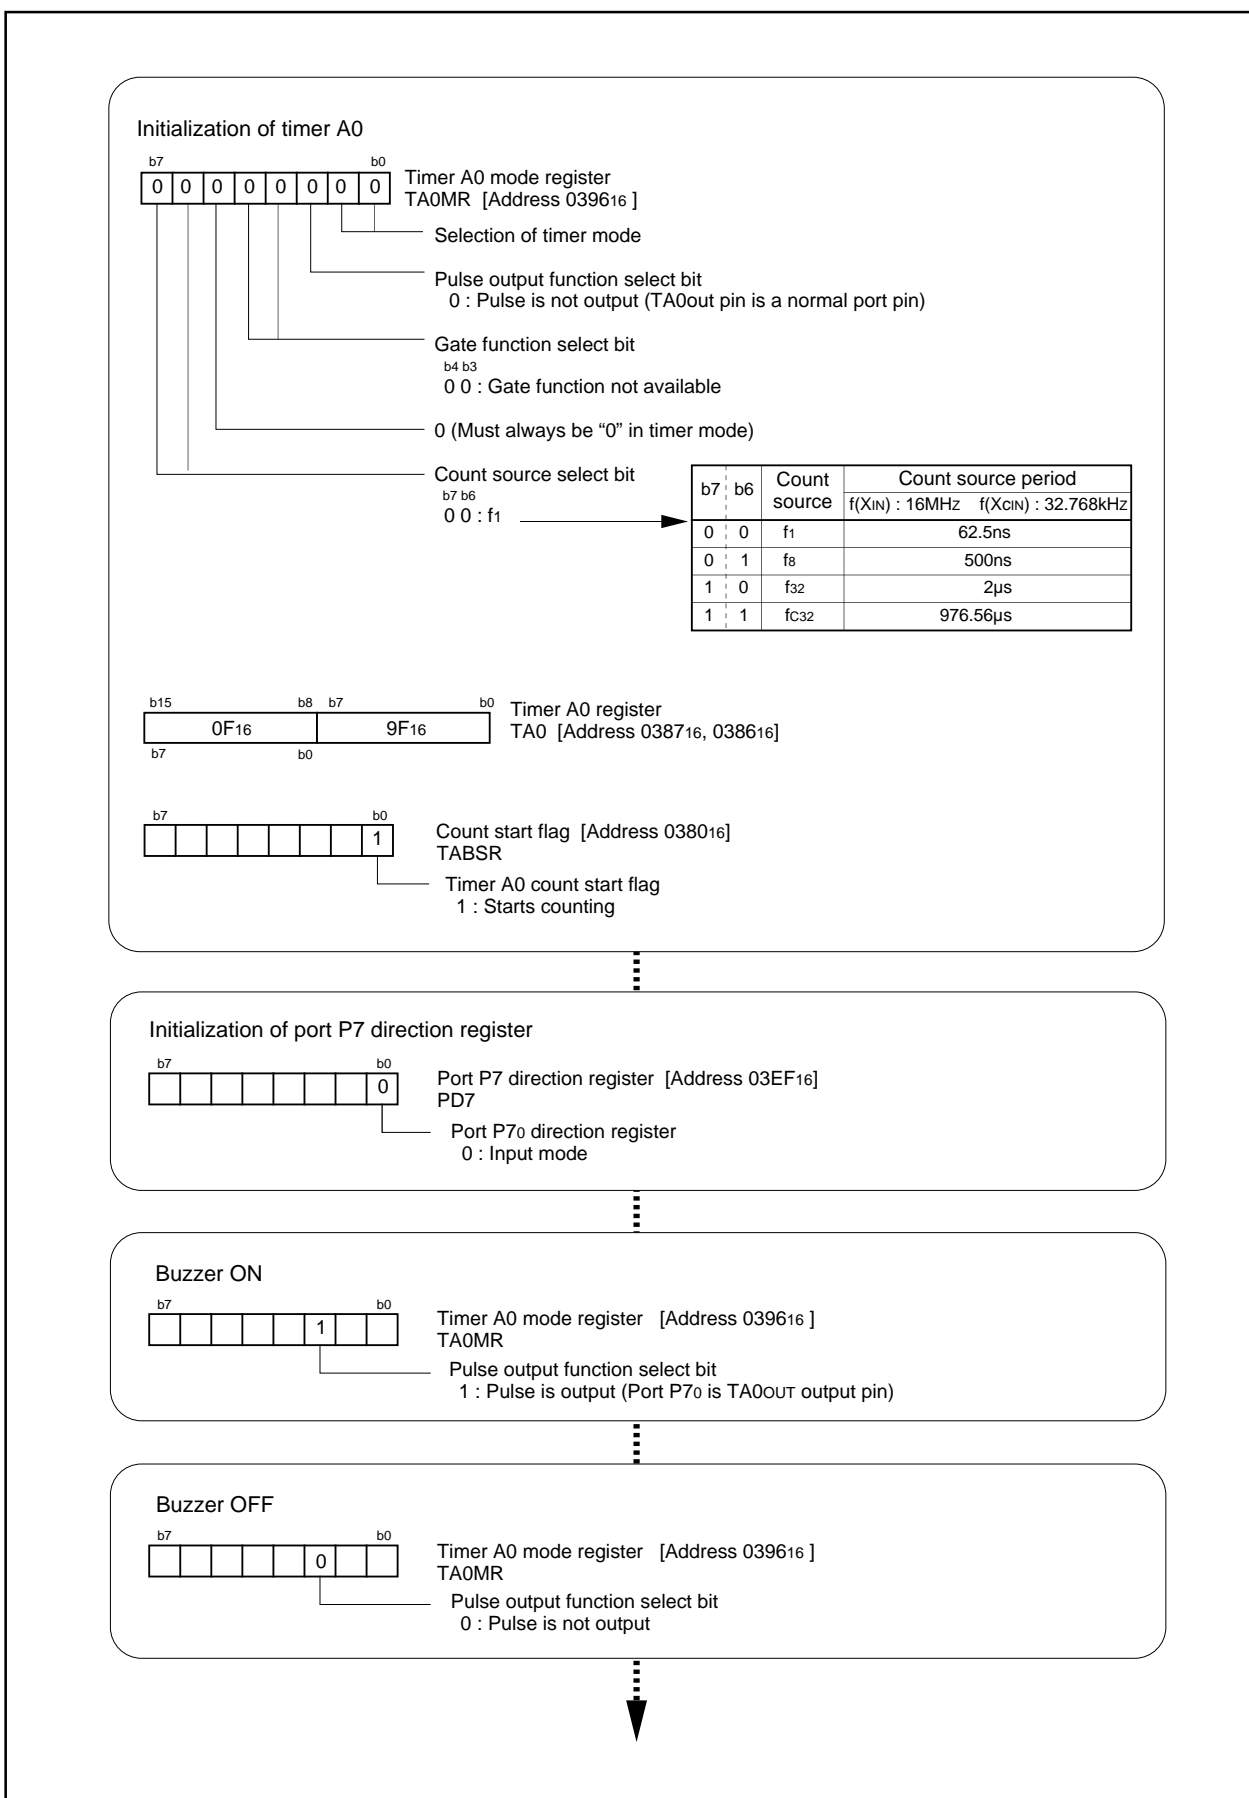 Initialization of timer A0
b7 b0
0 0 0 0 0 0 0 0
Timer A0 mode register
TA0MR [Address 039616 ]
Selection of timer mode
Pulse output function select bit
0 : Pulse is not output (TA0out pin is a normal port pin)
Gate function select bit
b4 b3
0 0 : Gate function not available
0 (Must always be “0” in timer mode)
Count source select bit
b7 b6
0 0 : f1
b7 b6 Count source Count source period
f(XIN) : 16MHZ f(XCIN) : 32.768kHZ
0 0 f1 62.5ns
0 1 f8 500ns
1 0 f32 2µs
1 1 fC32 976.56µs
b15 b8 b7 b0
0F16 9F16
b7 b0
Timer A0 register
TA0 [Address 038716, 038616]
b7 b0
1
Count start flag [Address 038016]
TABSR
Timer A0 count start flag
1 : Starts counting
Initialization of port P7 direction register
b7 b0
0
Port P7 direction register [Address 03EF16]
PD7
Port P70 direction register
0 : Input mode
Buzzer ON
b7 b0
1
Timer A0 mode register [Address 039616 ]
TA0MR
Pulse output function select bit
1 : Pulse is output (Port P70 is TA0OUT output pin)
Buzzer OFF
b7 b0
0
Timer A0 mode register [Address 039616 ]
TA0MR
Pulse output function select bit
0 : Pulse is not output